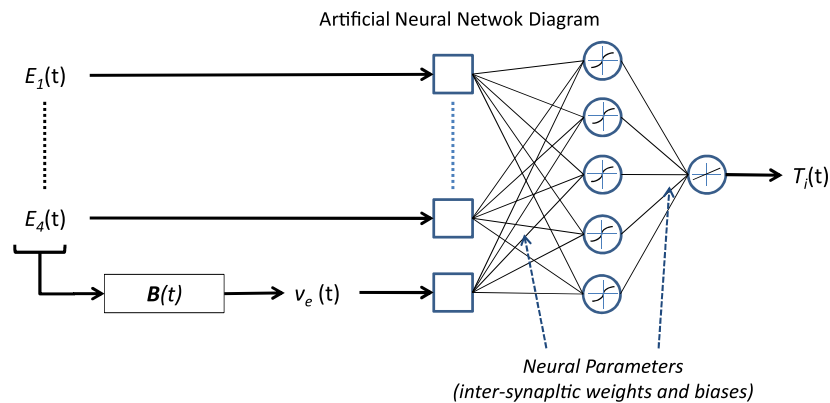 Artificial Neural Netwok Diagram
E1(t)
E4(t)
B(t)
ve (t)
Ti(t)
Neural Parameters
(inter-synapltic weights and biases)